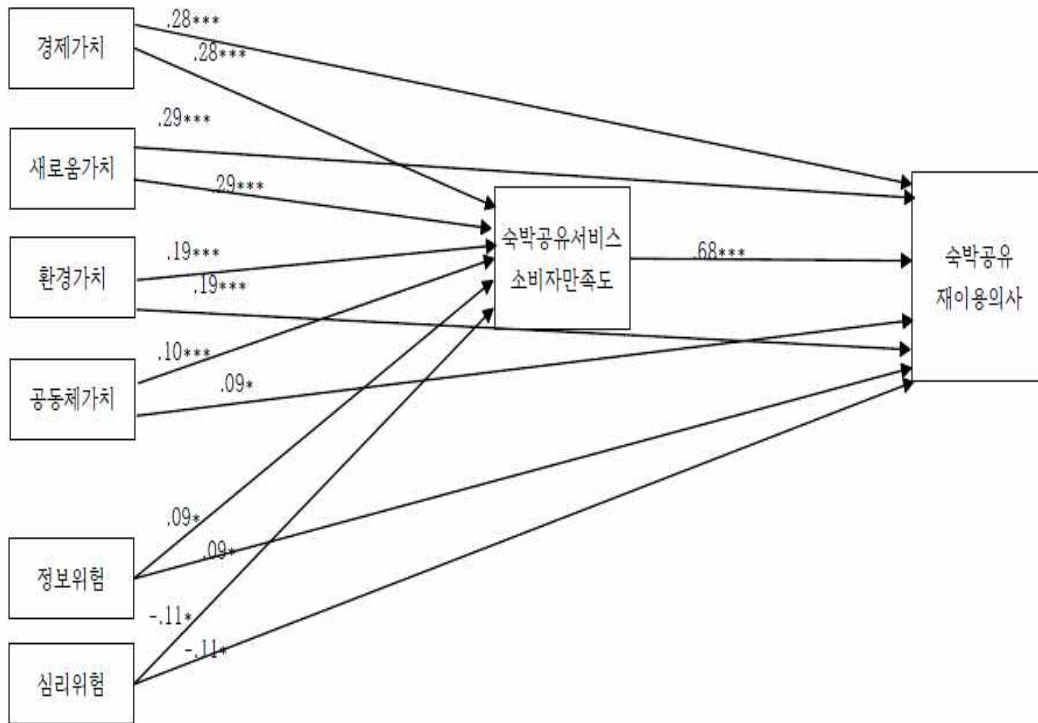 경제가치
.28***
.28***
새로움가치
.29***
.29***
숙박공유서비스
소비자만족도
.68***
숙박공유
재이용의사
환경가치
.19***
.19***
공동체가치
.10***
.09*
정보위험
.09*
.09*
심리위험
-.11*
-.11*